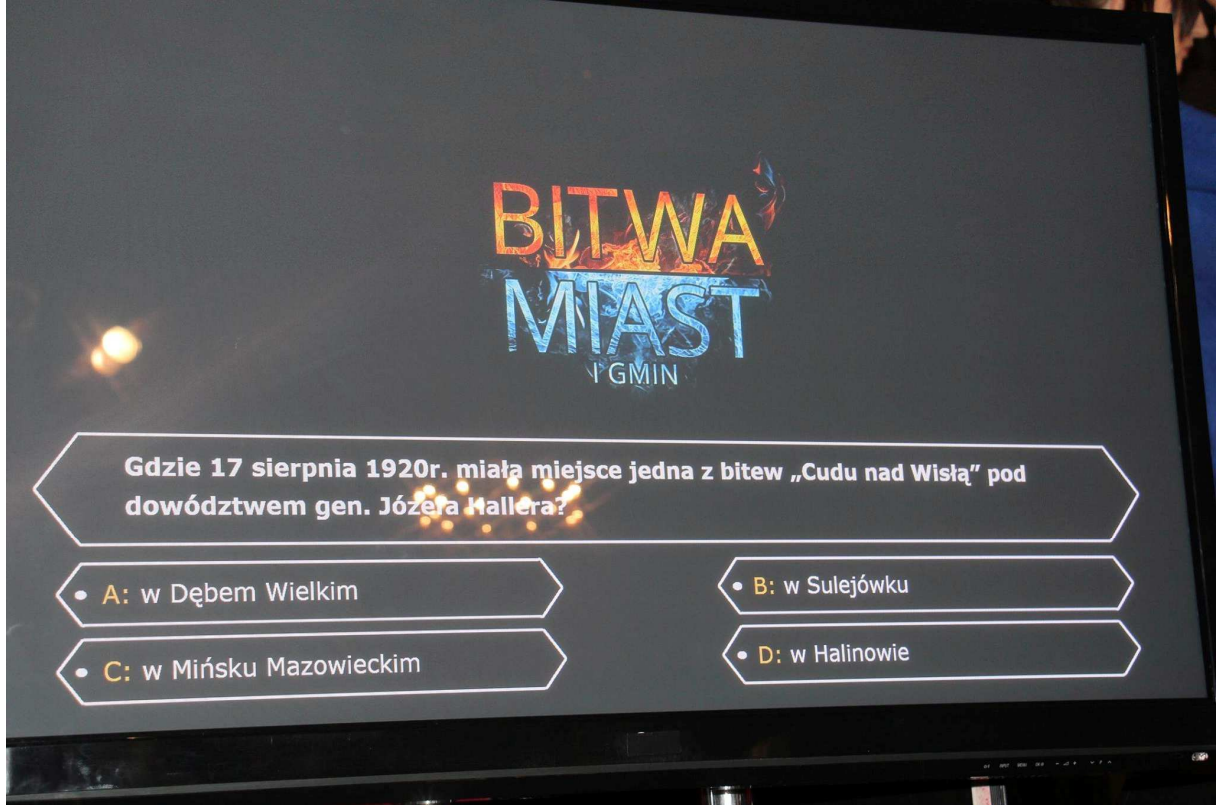 BITWA
MIAST
I GMIN
Gdzie 17 sierpnia 1920r. miała miejsce jedna z bitew „Cudu nad Wisłą” pod
dowództwem gen. Józefa Hallera?
A: w Dębem Wielkim
B: w Sulejówku
C: w Mińsku Mazowieckim
D: w Halinowie